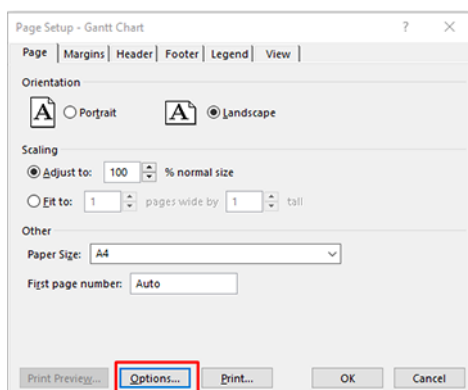 Page Setup - Gantt Chart ? ×
Page Margins Header Footer Legend View
Orientation
A Portrait A Landscape
Scaling
Adjust to: 100 % normal size
Fit to: 1 pages wide by 1 tall
Other
Paper Size: A4
First page number: Auto
Print Preview... Options... Print... OK Cancel